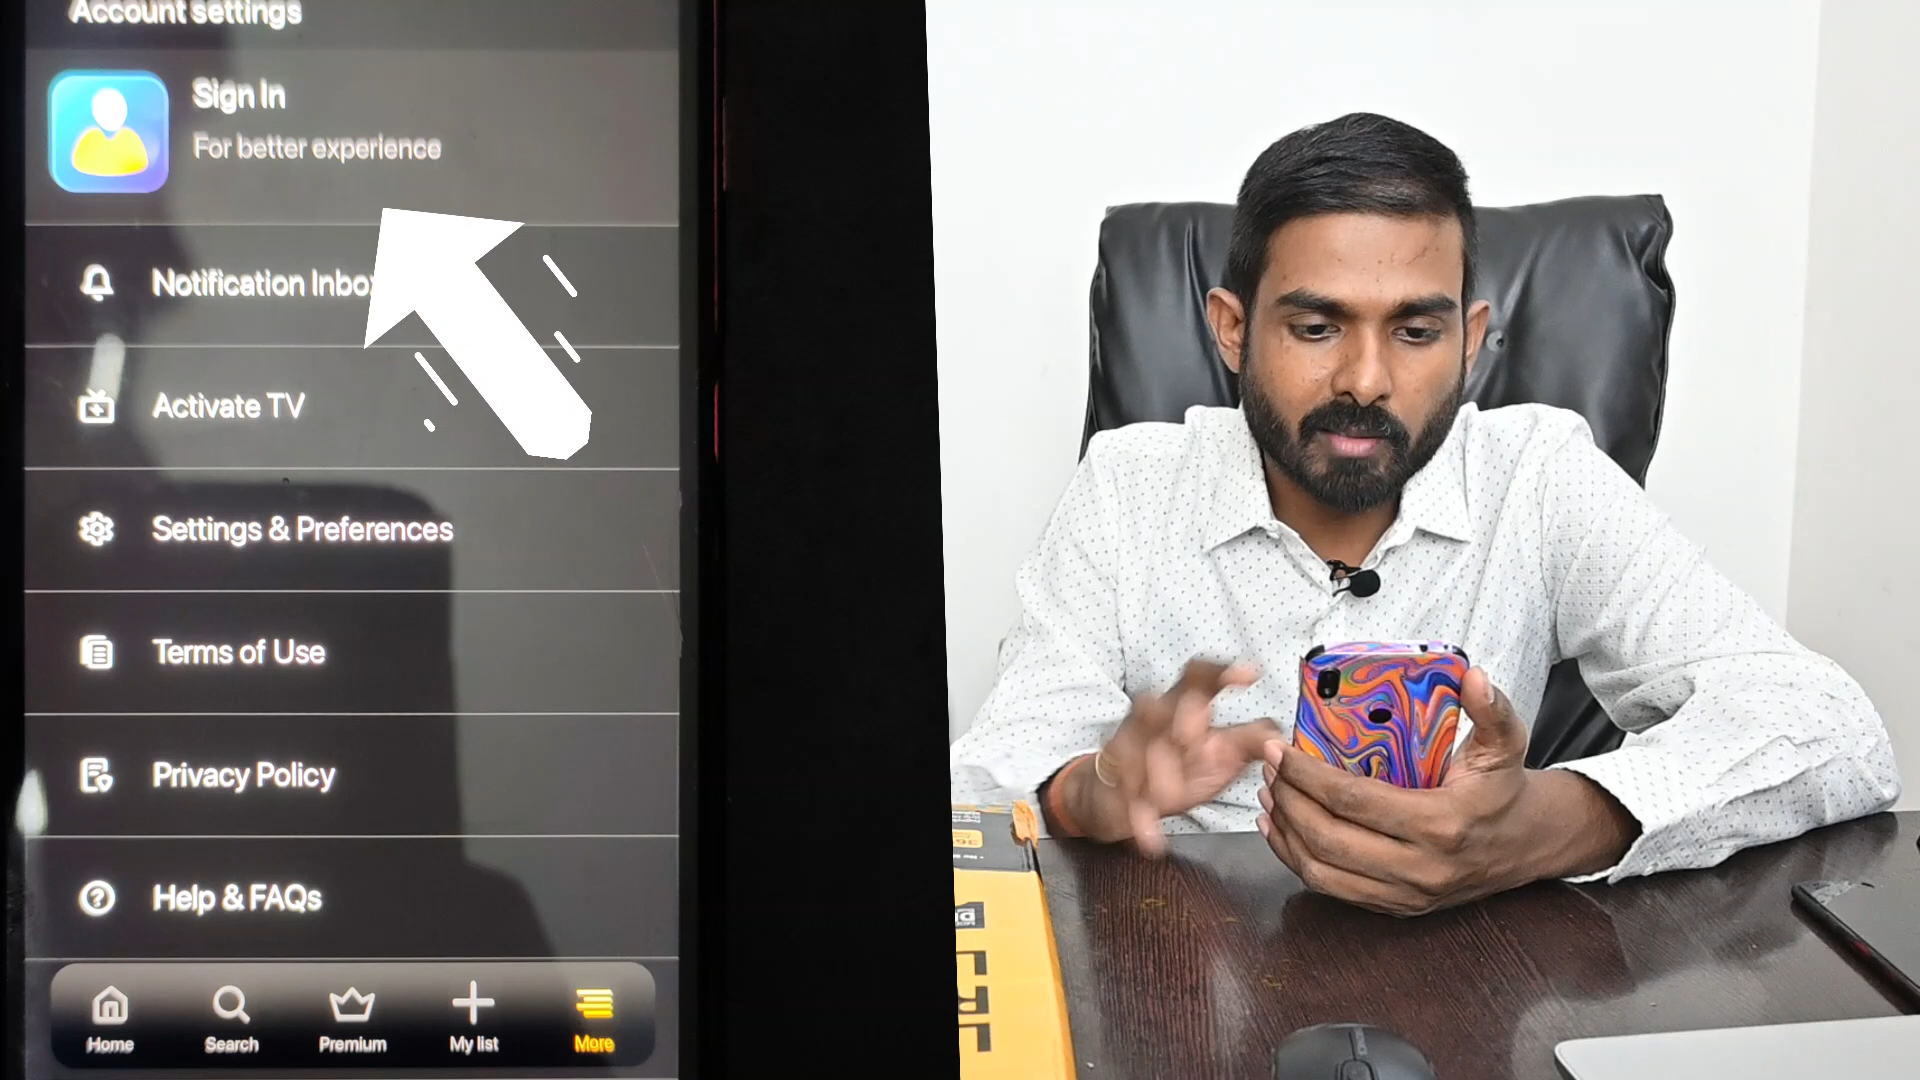 Account settings
Sign In
For better experience
Notification Inbox
Activate TV
Settings & Preferences
Terms of Use
Privacy Policy
Help & FAQs
Home
Search
Premium
My list
More